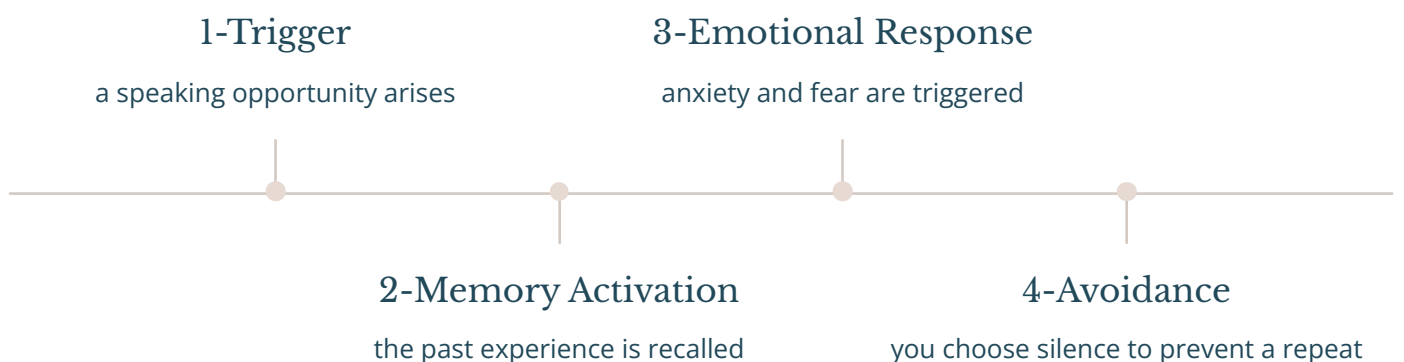 1-Trigger
a speaking opportunity arises
2-Memory Activation
the past experience is recalled
3-Emotional Response
anxiety and fear are triggered
4-Avoidance
you choose silence to prevent a repeat